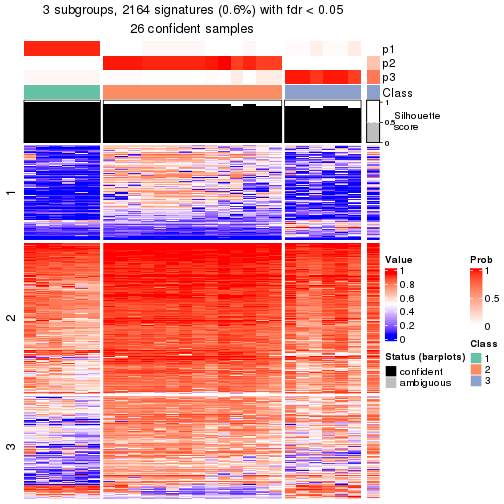 3 subgroups, 2164 signatures (0.6%) with fdr < 0.05
26 confident samples
p1
p2
p3
Class
1
0.5
0
Silhouette
score
1
2
3
Value
1
0.8
0.6
0.4
0.2
0
Prob
1
0.5
0
Status (barplots)
confident
ambiguous
Class
1
2
3